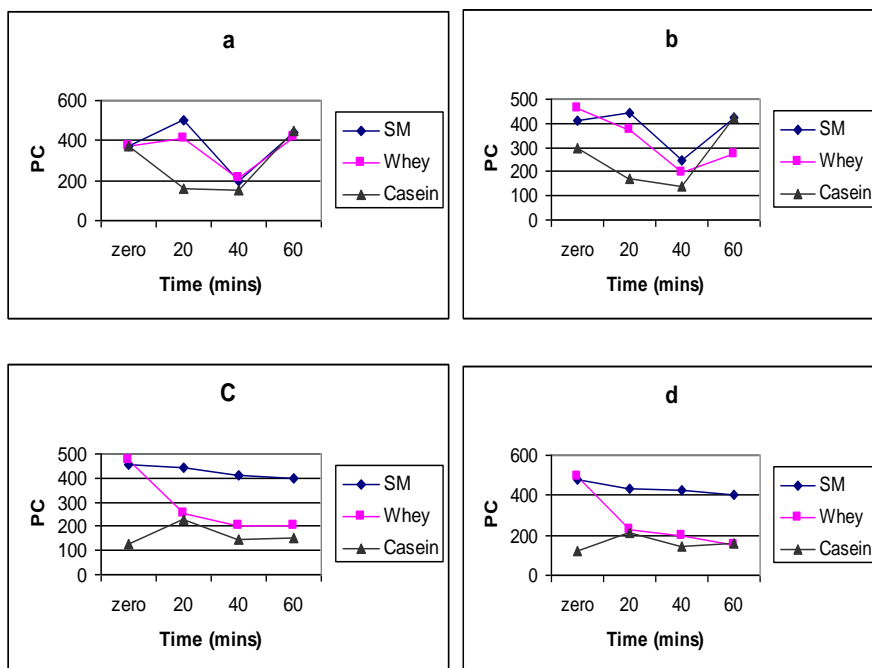 a
600
400
200
0
PC
zero 20 40 60
Time (mins)
SM
Whey
Casein
b
500
400
300
200
100
0
PC
zero 20 40 60
Time (mins)
SM
Whey
Casein
C
500
400
300
200
100
0
PC
zero 20 40 60
Time (mins)
SM
Whey
Casein
d
600
400
200
0
PC
zero 20 40 60
Time (mins)
SM
Whey
Casein